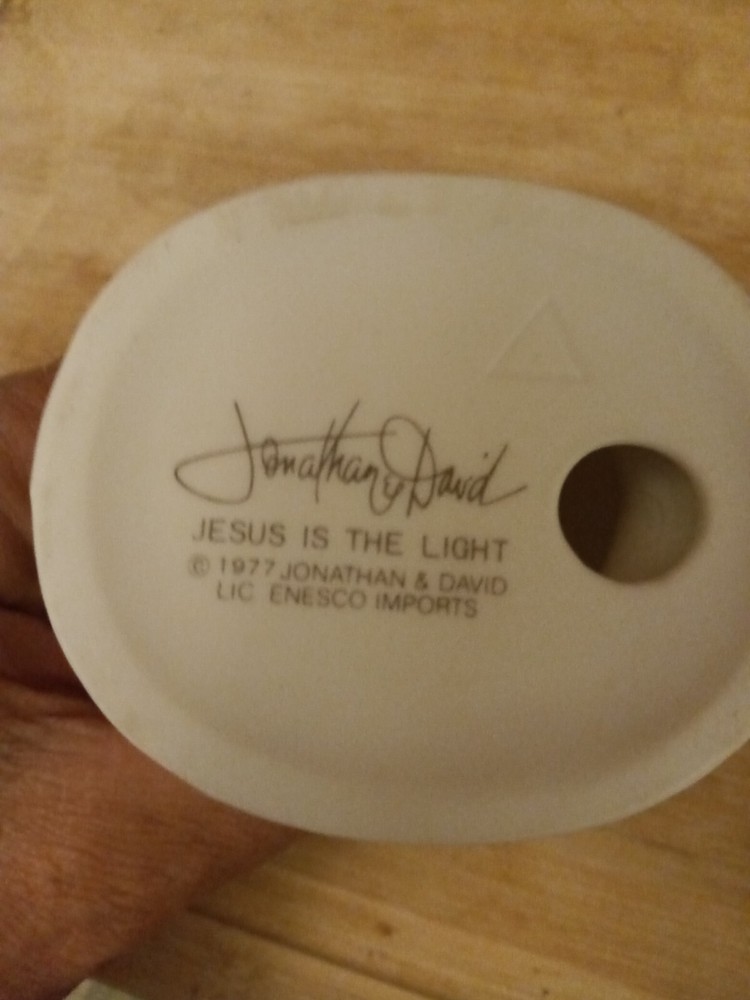 Jonathan & David
JESUS IS THE LIGHT
© 1977 JONATHAN & DAVID
LIC ENESCO IMPORTS